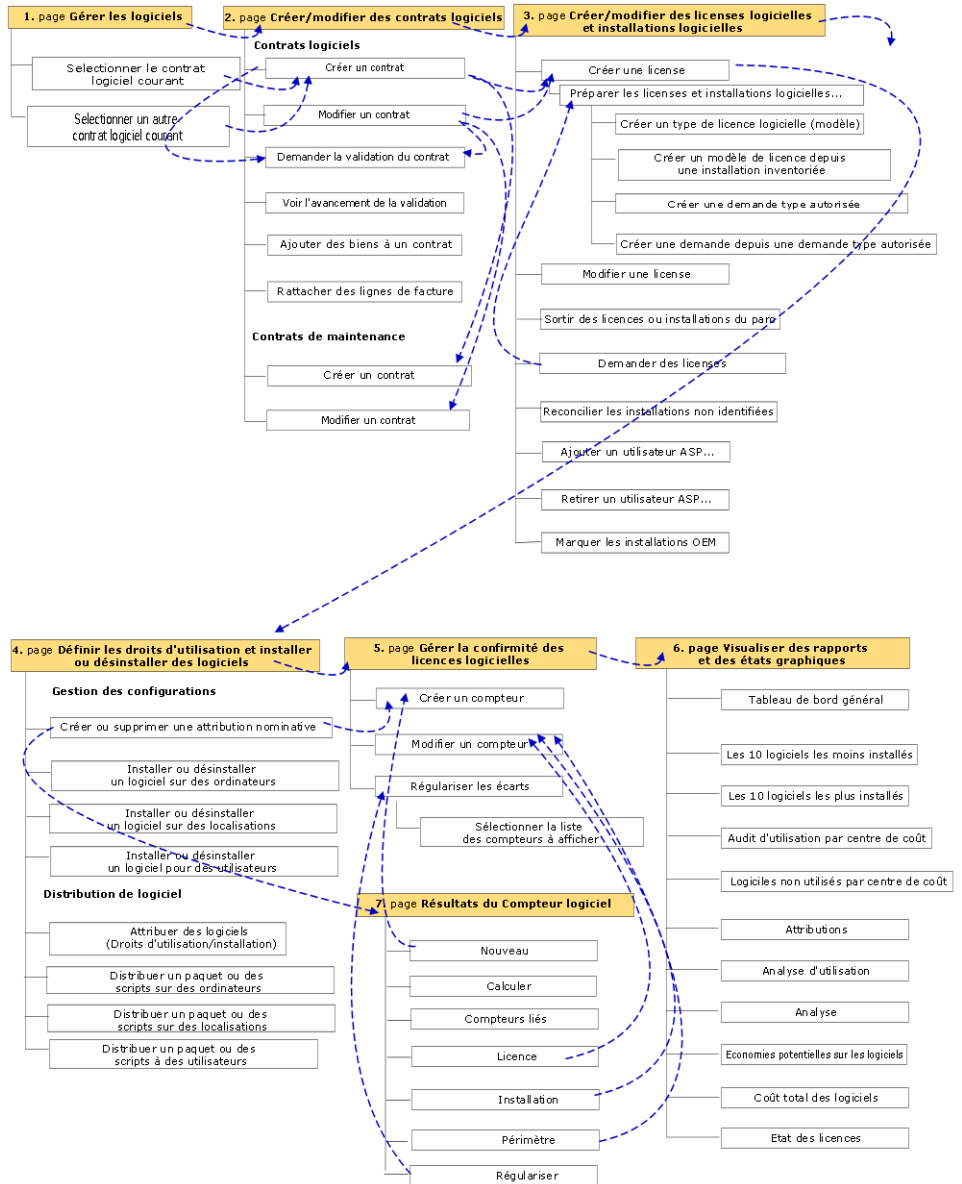 1. page Gérer les logiciels
Selectionner le contrat
logiciel courant
Selectionner un autre
contrat logiciel courant
2. page Créer/modifier des contrats logiciels
Contrats logiciels
Créer un contrat
Modifier un contrat
Demander la validation du contrat
Voir l'avancement de la validation
Ajouter des biens à un contrat
Rattacher des lignes de facture
Contrats de maintenance
Créer un contrat
Modifier un contrat
3. page Créer/modifier des licenses logicielles
et installations logicielles
Créer une license
Préparer les licenses et installations logicielles...
Créer un type de licence logicielle (modèle)
Créer un modèle de licence depuis
une installation inventoriée
Créer une demande type autorisée
Créer une demande depuis une demande type autorisée
Modifier une license
Sortir des licences ou installations du parc
Demander des licenses
Reconcilier les installations non identifiées
Ajouter un utilisateur ASP...
Retirer un utilisateur ASP...
Marquer les installations OEM
4. page Définir les droits d'utilisation et installer
ou désinstaller des logiciels
Gestion des configurations
Créer ou supprimer une attribution nominative
Installer ou désinstaller
un logiciel sur des ordinateurs
Installer ou désinstaller
un logiciel sur des localisations
Installer ou désinstaller
un logiciel pour des utilisateurs
Distribution de logiciel
Attribuer des logiciels
(Droits d'utilisation/installation)
Distribuer un paquet ou des
scripts sur des ordinateurs
Distribuer un paquet ou des
scripts sur des localisations
Distribuer un paquet ou des
scripts à des utilisateurs
5. page Gérer la confirmité des
licences logicielles
Créer un compteur
Modifier un compteur
Régulariser les écarts
Sélectionner la liste
des compteurs à afficher
7. page Résultats du Compteur logiciel
Nouveau
Calculer
Compteurs liés
Licence
Installation
Périmètre
Régulariser
6. page Visualiser des rapports
et des états graphiques
Tableau de bord général
Les 10 logiciels les moins installés
Les 10 logiciels les plus installés
Audit d'utilisation par centre de coût
Logiciles non utilisés par centre de coût
Attributions
Analyse d'utilisation
Analyse
Economies potentielles sur les logiciels
Coût total des logiciels
Etat des licences